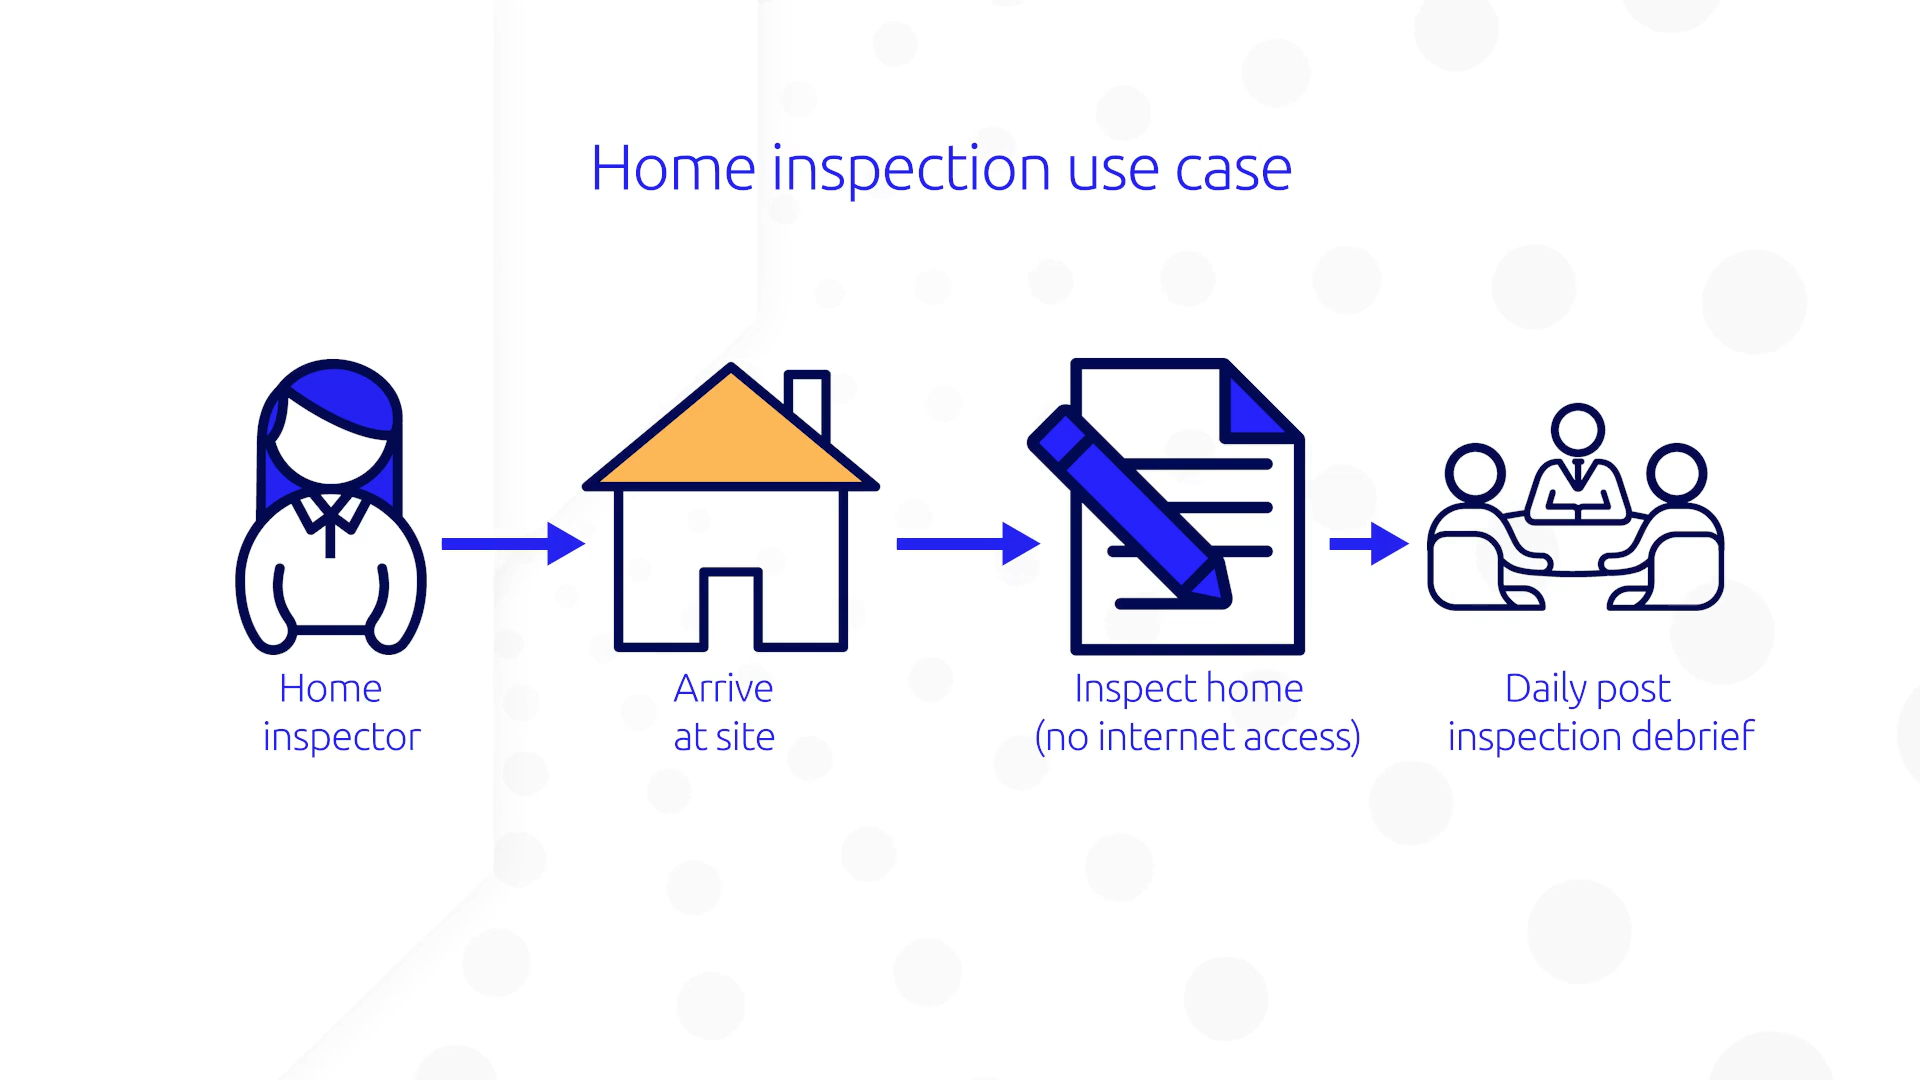 Home inspection use case
Home
inspector
Arrive
at site
Inspect home
(no internet access)
Daily post
inspection debrief